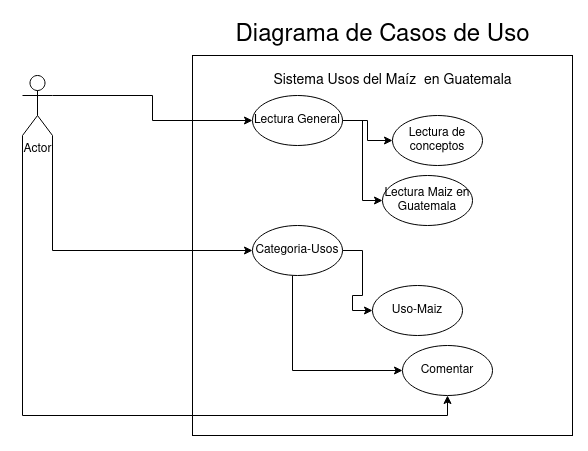 Diagrama de Casos de Uso
Sistema Usos del Maíz en Guatemala
Actor
Lectura General
Lectura de
conceptos
Lectura Maiz en
Guatemala
Categoria-Usos
Uso-Maiz
Comentar